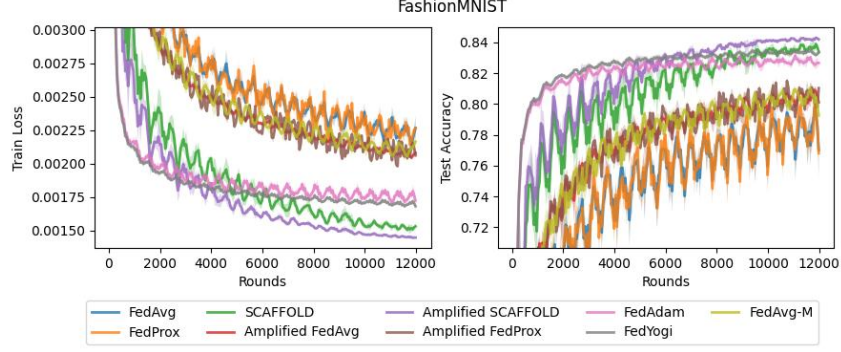 FashionMNIST
0.00300
0.00275
0.00250
0.00225
0.00200
0.00175
0.00150
Train Loss
0 2000 4000 6000 8000 10000 12000
Rounds
0.84
0.82
0.80
0.78
0.76
0.74
0.72
Test Accuracy
0 2000 4000 6000 8000 10000 12000
Rounds
FedAvg SCAFFOLD Amplified SCAFFOLD FedAdam FedAvg-M
FedProx Amplified FedAvg Amplified FedProx FedYogi